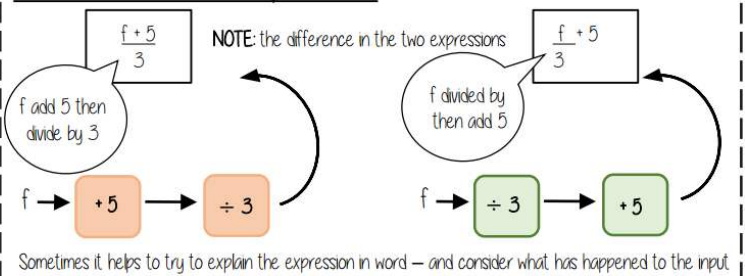 f + 5
3
NOTE: the difference in the two expressions
f + 5
3
f add 5 then
divide by 3
f divided by
then add 5
f
+ 5
÷ 3
f
÷ 3
+ 5
Sometimes it helps to try to explain the expression in word – and consider what has happened to the input